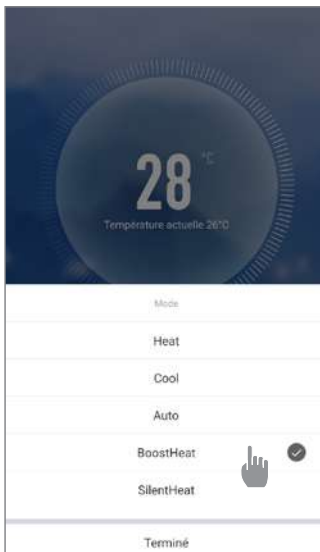 28 °C
Température actuelle 26°C
Mode
Heat
Cool
Auto
BoostHeat
SilentHeat
Terminé